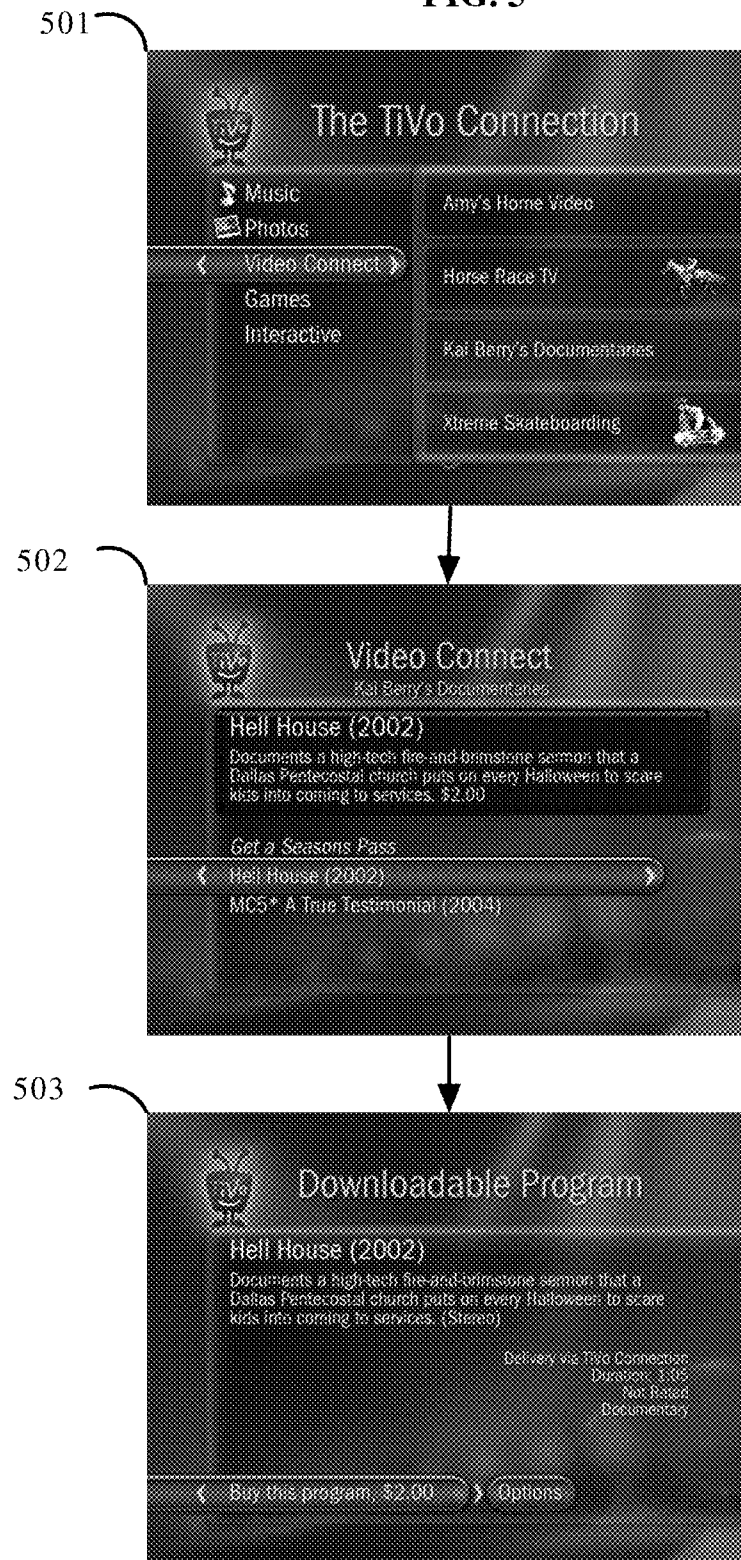 FIG. 5
501
TiVo
The TiVo Connection
Music
Photos
Video Connect
Games
Interactive
Amy's Home Video
Horse Race TV
Kai Berry's Documentaries
Xtreme Skateboarding
502
TiVo
Video Connect
Kai Berry's Documentaries
Hell House (2002)
Documents a high-tech fire-and-brimstone sermon that a
Dallas Pentecostal church puts on every Halloween to scare
kids into coming to services. $2.00
Get a Seasons Pass
Hell House (2002)
MC5* A True Testimonial (2004)
503
TiVo
Downloadable Program
Hell House (2002)
Documents a high-tech fire-and-brimstone sermon that a
Dallas Pentecostal church puts on every Halloween to scare
kids into coming to services. (Stereo)
Delivery via TiVo Connection
Duration: 1:05
Not Rated
Documentary
Buy this program, $2.00
Options